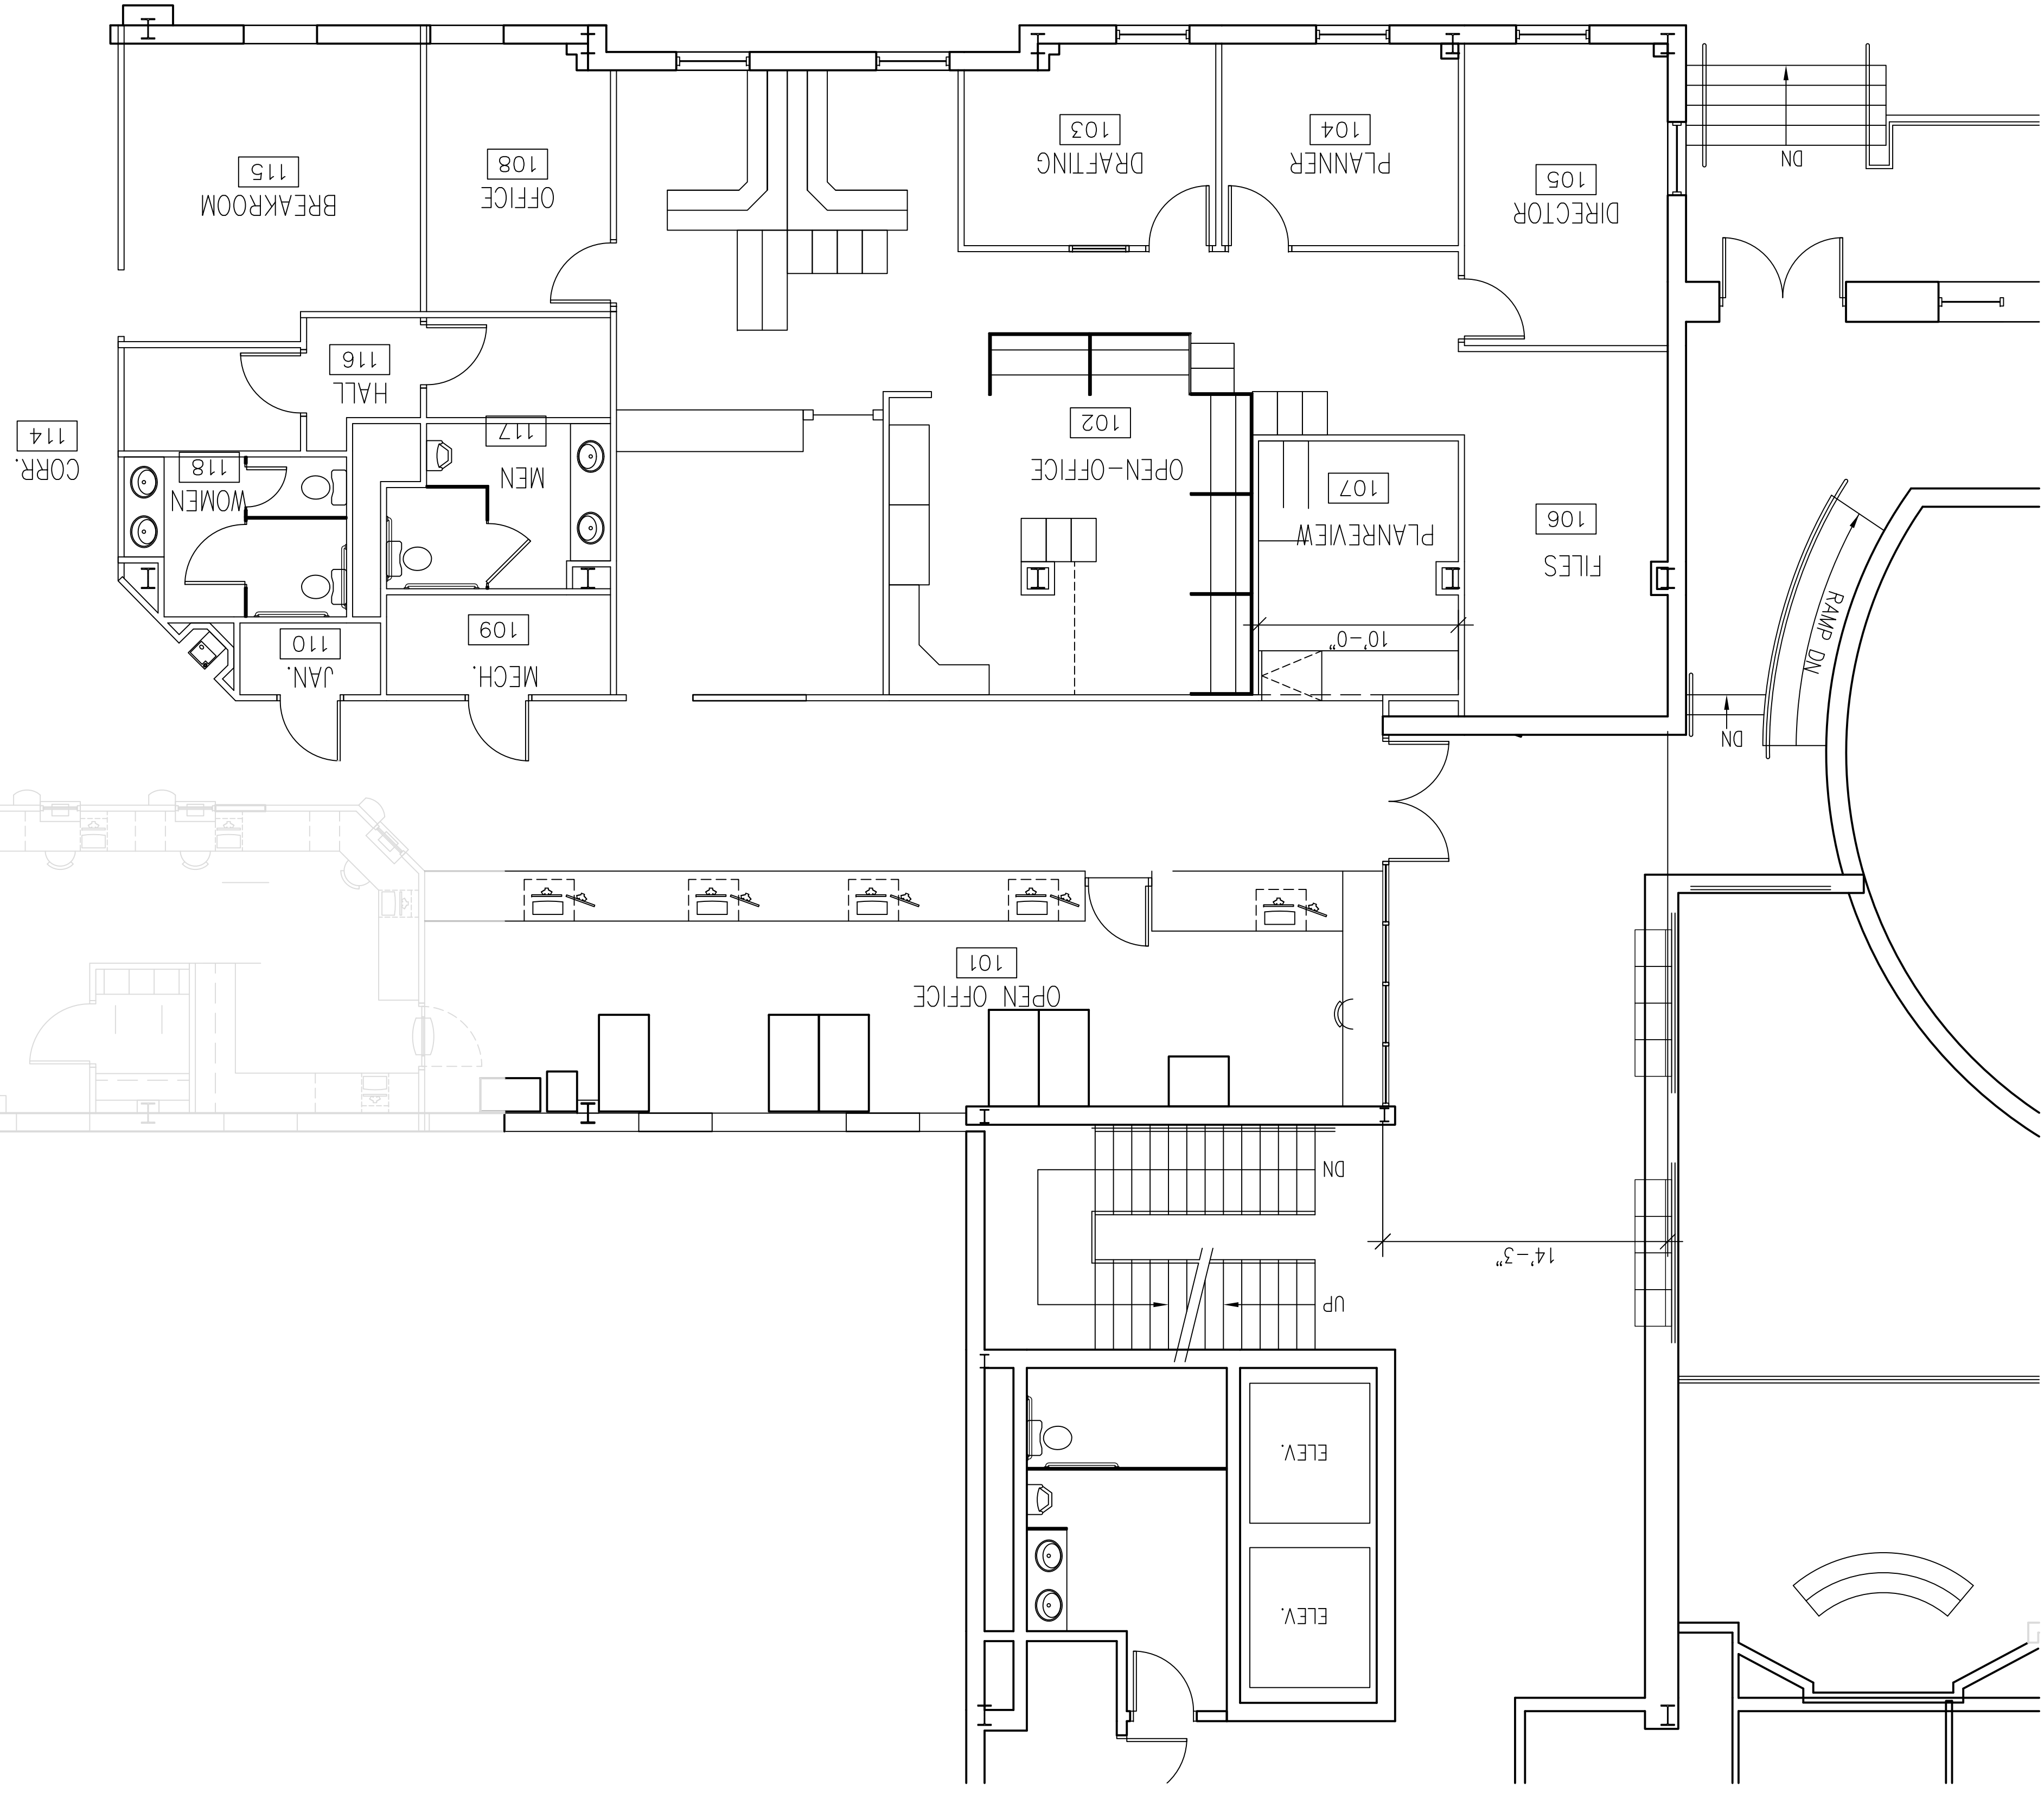 ELEV.
ELEV.
UP
14'-3"
DN
OPEN OFFICE
101
DN
RAMP DN
MECH.
109
JAN.
110
10'-0"
FILES
106
PLANREVIEW
107
OPEN-OFFICE
102
MEN
117
WOMEN
118
CORR.
114
HALL
116
DIRECTOR
105
PLANNER
104
DRAFTING
103
OFFICE
108
BREAKROOM
115
DN